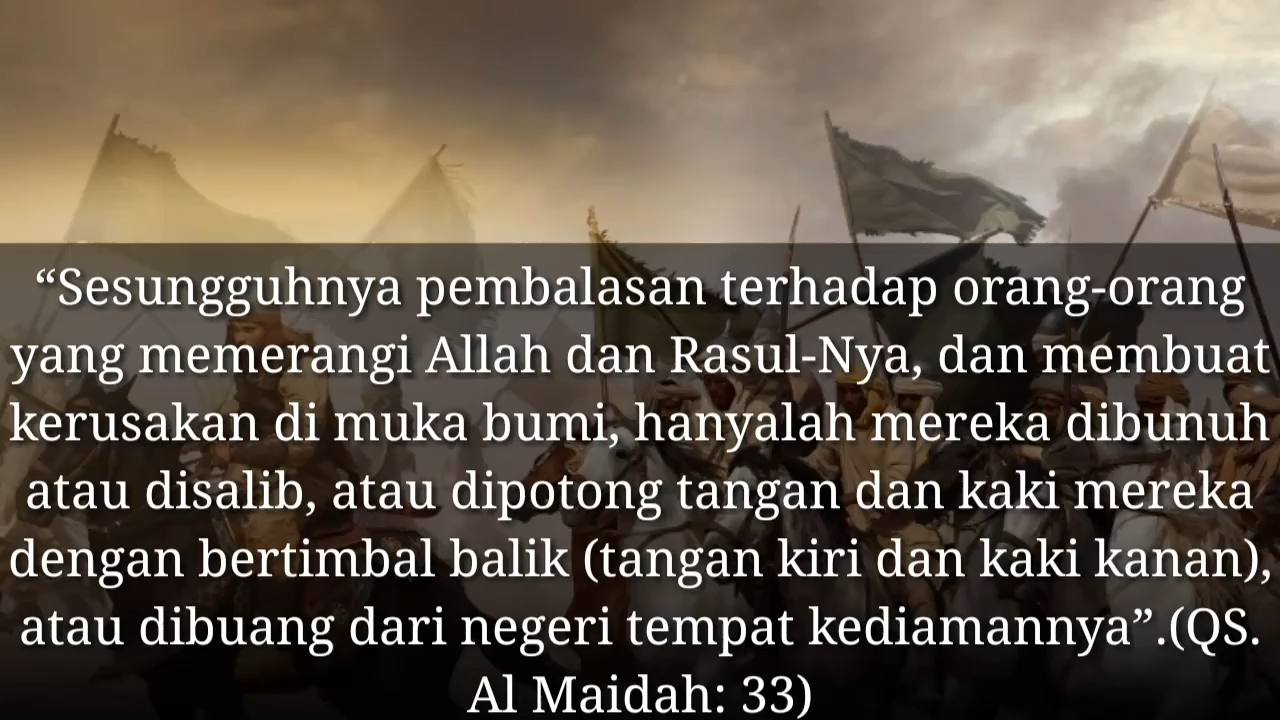 “Sesungguhnya pembalasan terhadap orang-orang
yang memerangi Allah dan Rasul-Nya, dan membuat
kerusakan di muka bumi, hanyalah mereka dibunuh
atau disalib, atau dipotong tangan dan kaki mereka
dengan bertimbal balik (tangan kiri dan kaki kanan),
atau dibuang dari negeri tempat kediamannya”.(QS.
Al Maidah: 33)